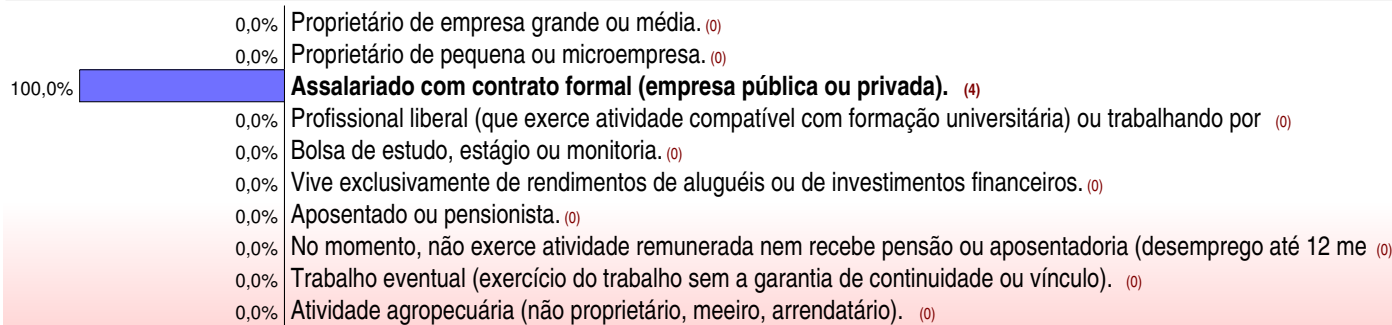 0,0% Proprietário de empresa grande ou média. (0)
0,0% Proprietário de pequena ou microempresa. (0)
100,0% Assalariado com contrato formal (empresa pública ou privada). (4)
0,0% Profissional liberal (que exerce atividade compatível com formação universitária) ou trabalhando por (0)
0,0% Bolsa de estudo, estágio ou monitoria. (0)
0,0% Vive exclusivamente de rendimentos de aluguéis ou de investimentos financeiros. (0)
0,0% Aposentado ou pensionista. (0)
0,0% No momento, não exerce atividade remunerada nem recebe pensão ou aposentadoria (desemprego até 12 me (0)
0,0% Trabalho eventual (exercício do trabalho sem a garantia de continuidade ou vínculo). (0)
0,0% Atividade agropecuária (não proprietário, meeiro, arrendatário). (0)